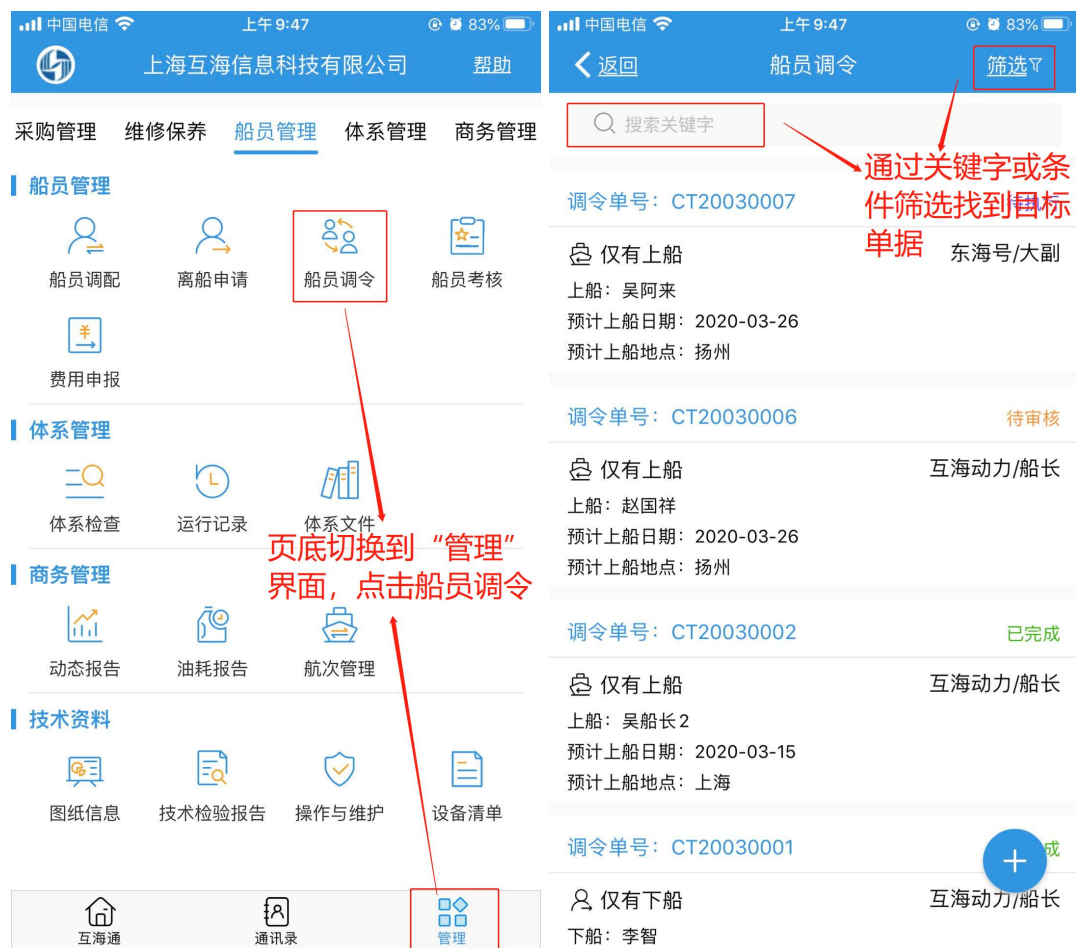 中国电信 上午 9:47 83%
上海互海信息科技有限公司 帮助
采购管理 维修保养 船员管理 体系管理 商务管理
船员管理
船员调配 离船申请 船员调令 船员考核
费用申报
体系管理
体系检查 运行记录 体系文件
页底切换到“管理”
界面，点击船员调令
商务管理
动态报告 油耗报告 航次管理
技术资料
图纸信息 技术检验报告 操作与维护 设备清单
互海通 通讯录 管理
中国电信 上午 9:47 83%
返回 船员调令 筛选
搜索关键字
通过关键字或条
件筛选找到目标
单据
调令单号：CT20030007
仅有上船 东海号/大副
上船：吴阿来
预计上船日期：2020-03-26
预计上船地点：扬州
调令单号：CT20030006 待审核
仅有上船 互海动力/船长
上船：赵国祥
预计上船日期：2020-03-26
预计上船地点：扬州
调令单号：CT20030002 已完成
仅有上船 互海动力/船长
上船：吴船长2
预计上船日期：2020-03-15
预计上船地点：上海
调令单号：CT20030001 成
仅有下船 互海动力/船长
下船：李智